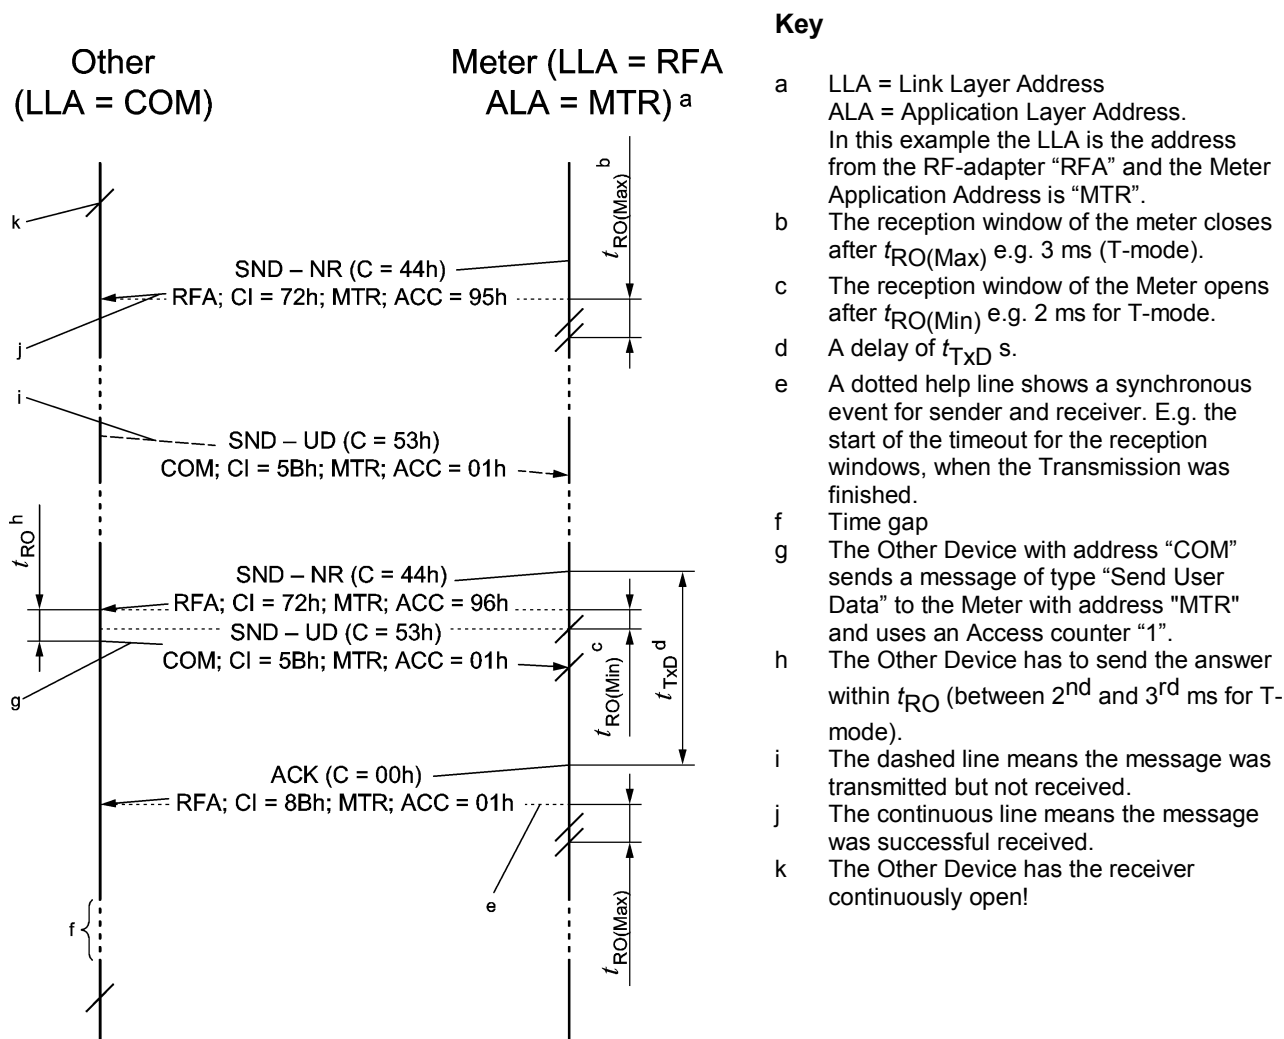 Other
(LLA = COM)
Meter (LLA = RFA
ALA = MTR) a
k
tRO(Max) b
SND – NR (C = 44h)
RFA; CI = 72h; MTR; ACC = 95h
j
i
SND – UD (C = 53h)
COM; CI = 5Bh; MTR; ACC = 01h
tRO h
SND – NR (C = 44h)
RFA; CI = 72h; MTR; ACC = 96h
SND – UD (C = 53h)
COM; CI = 5Bh; MTR; ACC = 01h
g
tRO(Min) c
tTxD d
ACK (C = 00h)
RFA; CI = 8Bh; MTR; ACC = 01h
e
f
tRO(Max)
Key
a LLA = Link Layer Address
ALA = Application Layer Address.
In this example the LLA is the address
from the RF-adapter “RFA” and the Meter
Application Address is “MTR”.
b The reception window of the meter closes
after tRO(Max) e.g. 3 ms (T-mode).
c The reception window of the Meter opens
after tRO(Min) e.g. 2 ms for T-mode.
d A delay of tTxD s.
e A dotted help line shows a synchronous
event for sender and receiver. E.g. the
start of the timeout for the reception
windows, when the Transmission was
finished.
f Time gap
g The Other Device with address “COM”
sends a message of type “Send User
Data” to the Meter with address "MTR"
and uses an Access counter “1”.
h The Other Device has to send the answer
within tRO (between 2nd and 3rd ms for T-
mode).
i The dashed line means the message was
transmitted but not received.
j The continuous line means the message
was successful received.
k The Other Device has the receiver
continuously open!